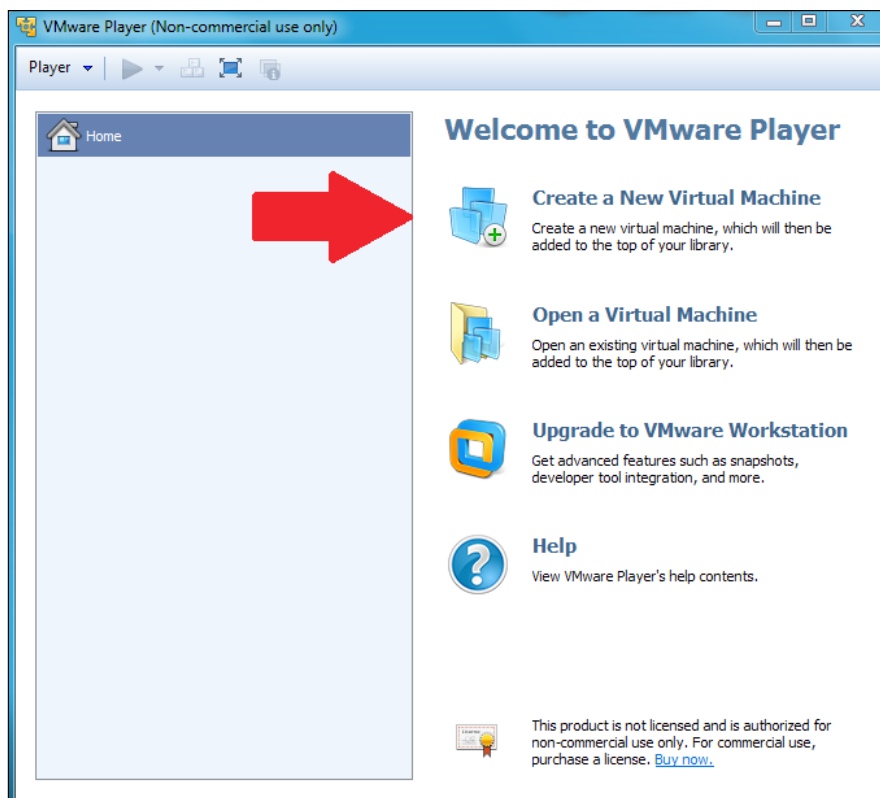 VMware Player (Non-commercial use only)
Player
Home
Welcome to VMware Player
Create a New Virtual Machine
Create a new virtual machine, which will then be
added to the top of your library.
Open a Virtual Machine
Open an existing virtual machine, which will then be
added to the top of your library.
Upgrade to VMware Workstation
Get advanced features such as snapshots,
developer tool integration, and more.
Help
View VMware Player's help contents.
This product is not licensed and is authorized for
non-commercial use only. For commercial use,
purchase a license. Buy now.